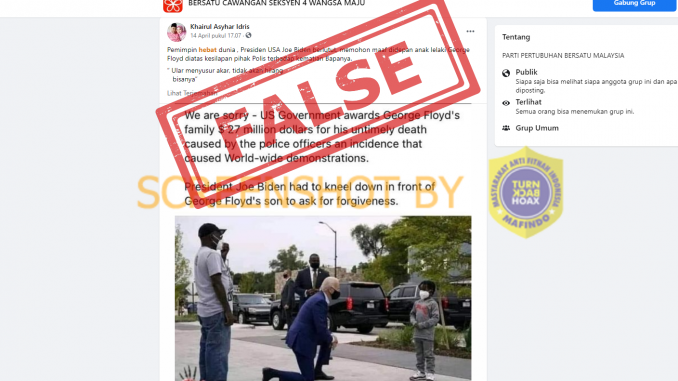 BERSATU CAWANGAN SEKSYEN 4 WANGSA MAJU
Gabung Grup
Khairul Asyhar Idris
14 April pukul 17.07
Pemimpin hebat dunia . Presiden USA Joe Biden berlutut, memohon maaf didepan anak lelaki George
Floyd diatas kesilapan pihak Polis terhadap kematian bapanya.
" Ular menyusur akar, tidak akan hilang
bisanya"
Lihat Terjemahan
We are sorry - US Government awards George Floyd's
family $ 27 million dollars for his untimely death
caused by the police officers an incidence that
caused World-wide demonstrations.
President Joe Biden had to kneel down in front of
George Floyd's son to ask for forgiveness.
FALSE
SCREENSHOT BY
Tentang
PARTI PERTUBUHAN BERSATU MALAYSIA
Publik
Siapa saja bisa melihat siapa anggota grup ini dan apa
diposting.
Terlihat
Semua orang bisa menemukan grup ini.
Grup Umum
MASYARAKAT ANTI FITNAH INDONESIA
TURN
BACK
HOAX
MAFINDO